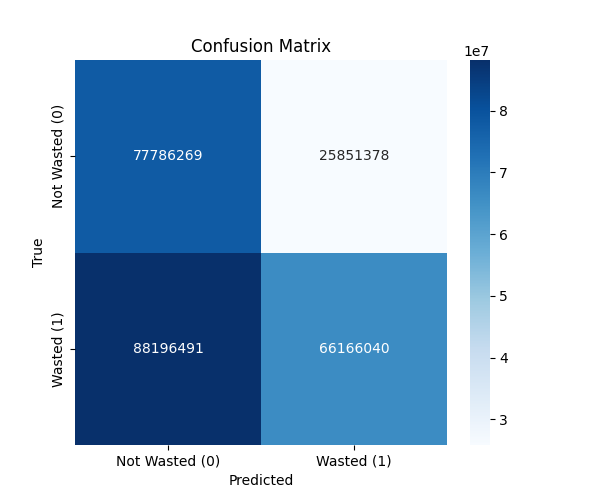 Confusion Matrix
1e7
Not Wasted (0)
Wasted (1)
True
77786269 25851378
88196491 66166040
Not Wasted (0) Wasted (1)
Predicted
8
7
6
5
4
3